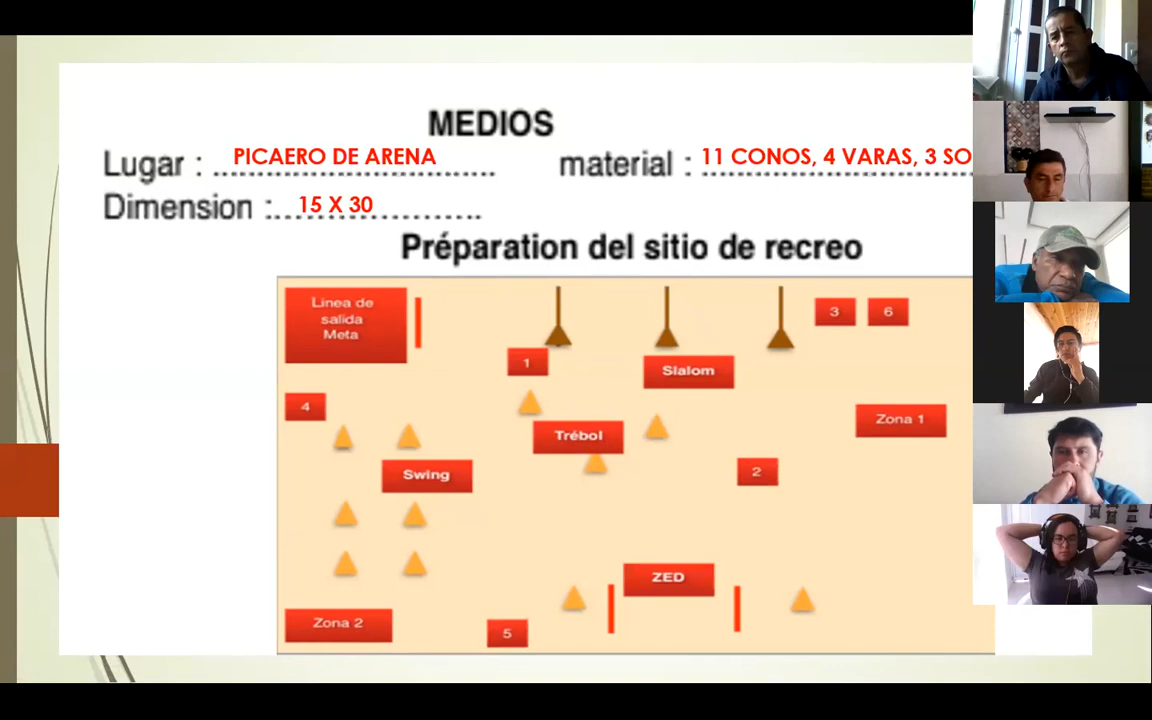 MEDIOS
Lugar : PICAERO DE ARENA material : 11 CONOS, 4 VARAS, 3 SO
Dimension : 15 X 30
Préparation del sitio de recreo
Linea de
salida
Meta
3 6
1
Slalom
4
Zona 1
Trébol
Swing
2
ZED
Zona 2
5